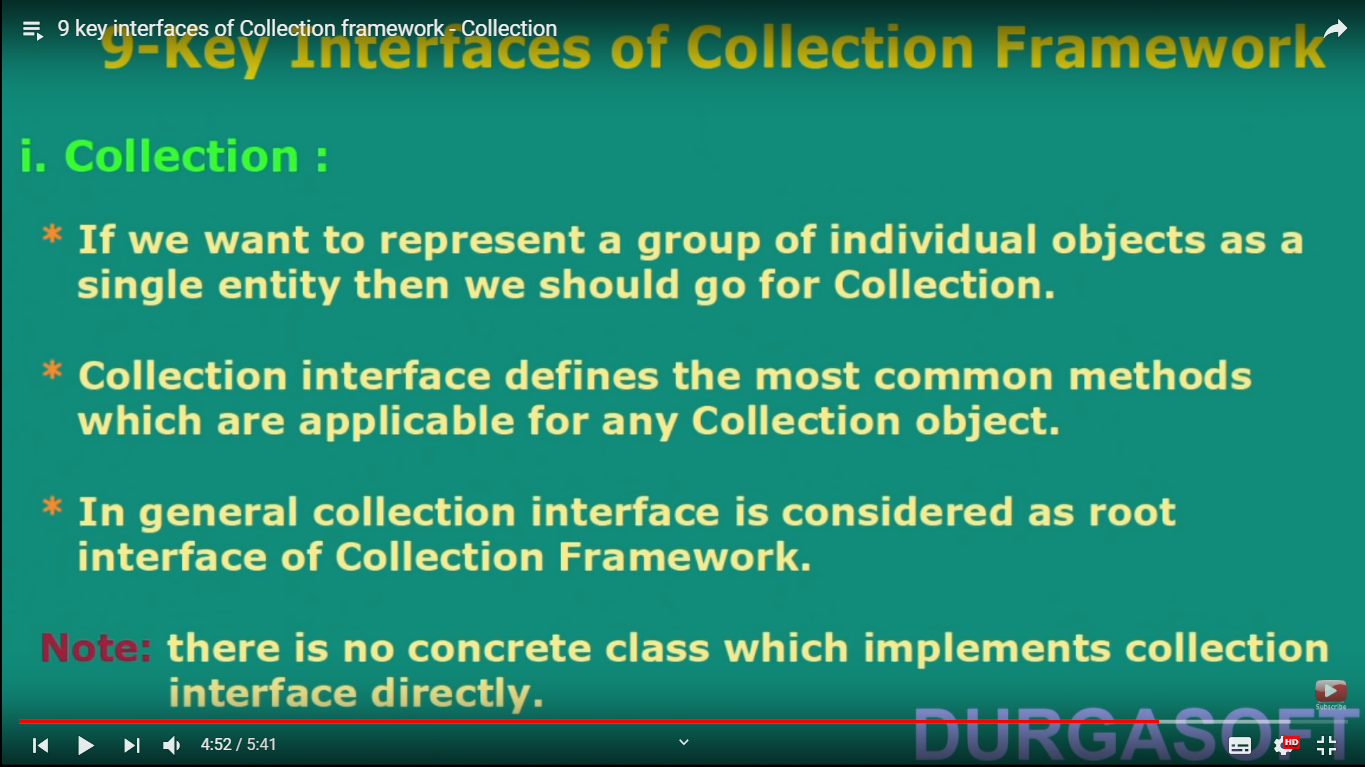 9 key interfaces of Collection framework - Collection
9-Key Interfaces of Collection Framework
i. Collection :
* If we want to represent a group of individual objects as a
single entity then we should go for Collection.
* Collection interface defines the most common methods
which are applicable for any Collection object.
* In general collection interface is considered as root
interface of Collection Framework.
Note: there is no concrete class which implements collection
interface directly.
Subscribe
DURGASOFT
4:52 / 5:41
HD